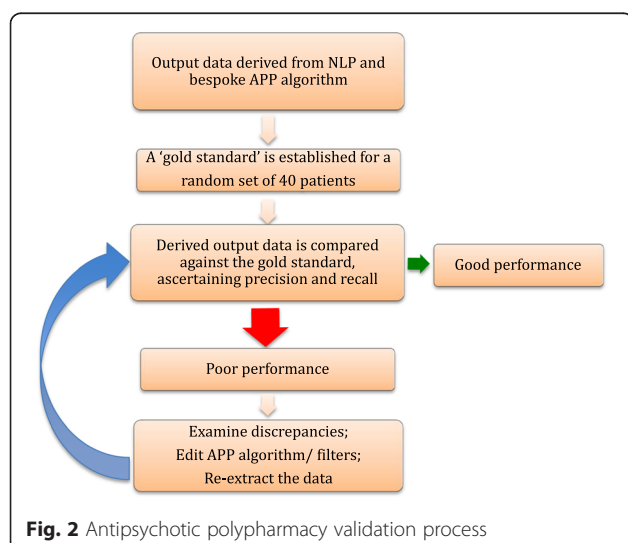 Output data derived from NLP and
bespoke APP algorithm
A ‘gold standard’ is established for a
random set of 40 patients
Derived output data is compared
against the gold standard,
ascertaining precision and recall
Good performance
Poor performance
Examine discrepancies;
Edit APP algorithm/ filters;
Re-extract the data
Fig. 2 Antipsychotic polypharmacy validation process